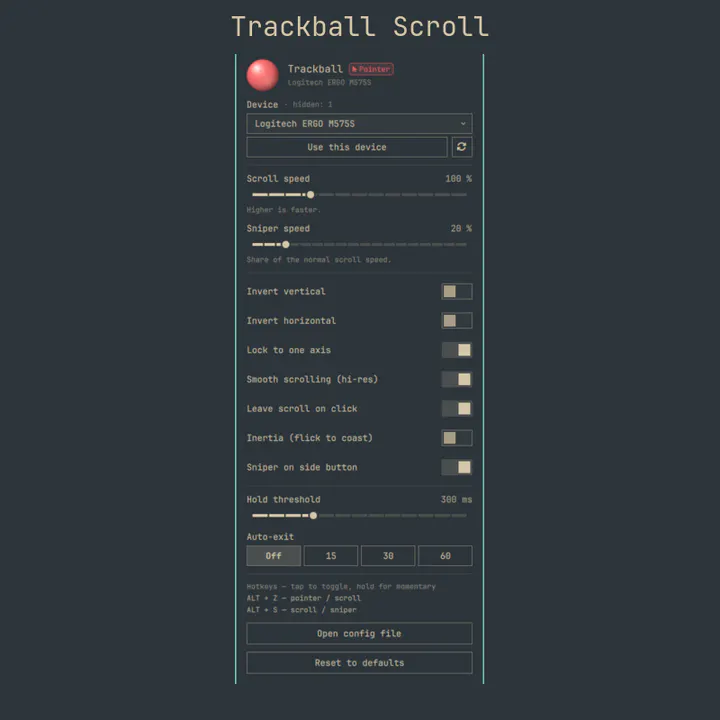 Trackball Scroll
Trackball Pointer
Logitech ERGO M575S
Device · hidden: 1
Logitech ERGO M575S
Use this device
Scroll speed 100 %
Higher is faster.
Sniper speed 20 %
Share of the normal scroll speed.
Invert vertical
Invert horizontal
Lock to one axis
Smooth scrolling (hi-res)
Leave scroll on click
Inertia (flick to coast)
Sniper on side button
Hold threshold 300 ms
Auto-exit
Off 15 30 60
Hotkeys — tap to toggle, hold for momentary
ALT + Z — pointer / scroll
ALT + S — scroll / sniper
Open config file
Reset to defaults